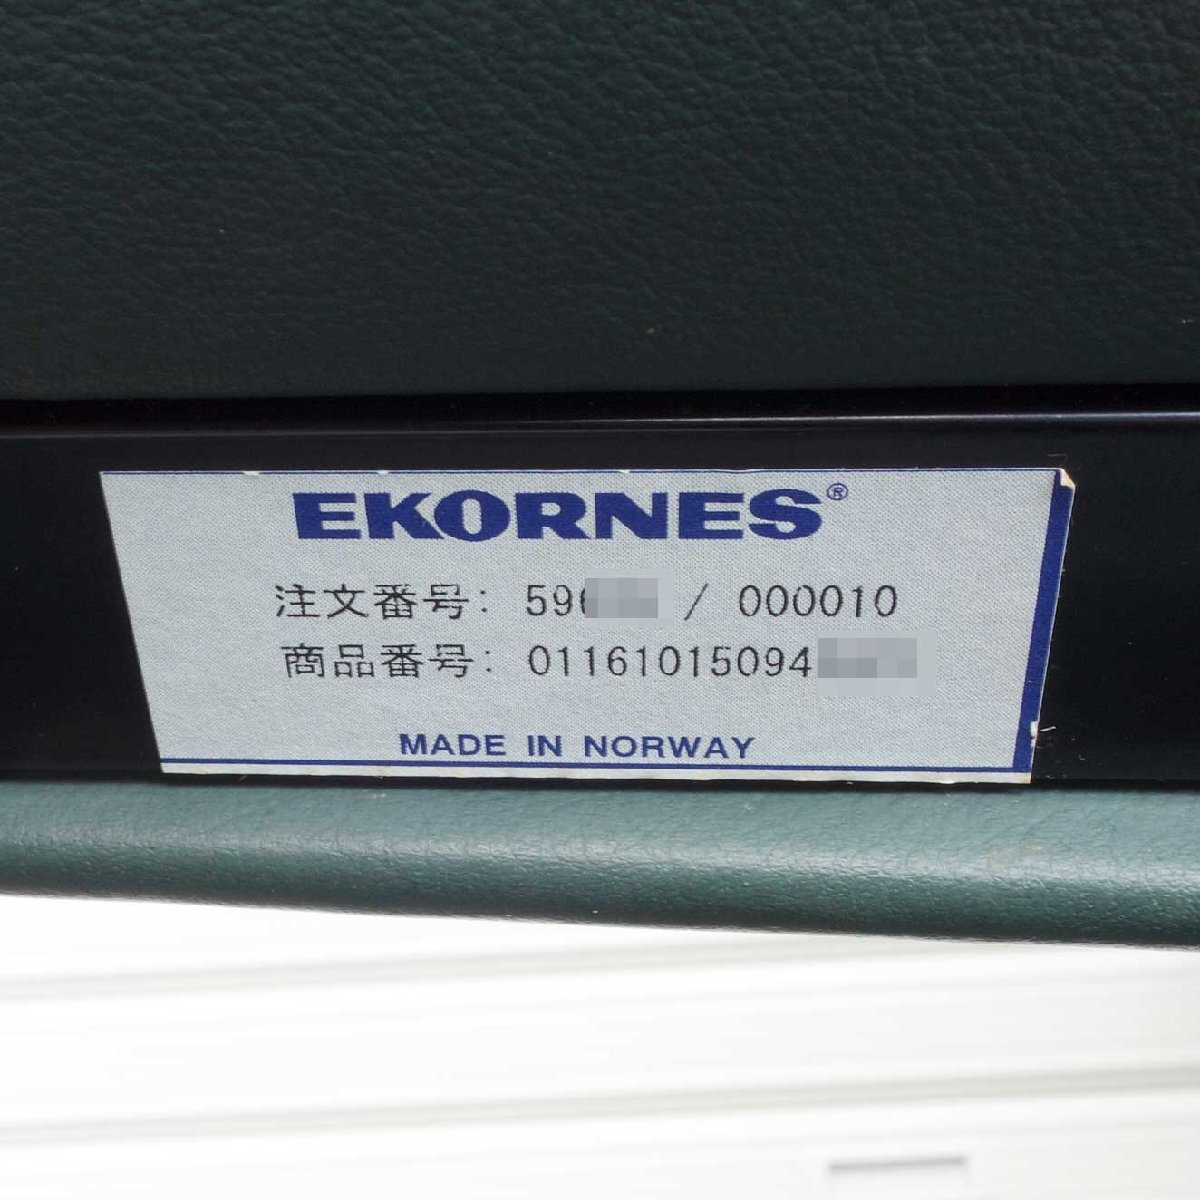 EKORNES®
注文番号: 59 / 000010
商品番号: 01161015094
MADE IN NORWAY